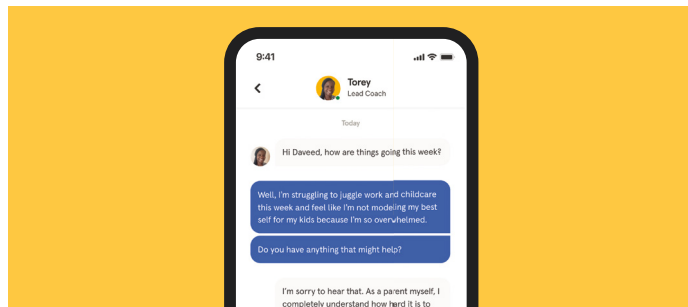 9:41
Torey
Lead Coach
Today
Hi Daveed, how are things going this week?
Well, I'm struggling to juggle work and childcare
this week and feel like I'm not modeling my best
self for my kids because I'm so overwhelmed.
Do you have anything that might help?
I'm sorry to hear that. As a parent myself, I
completely understand how hard it is to